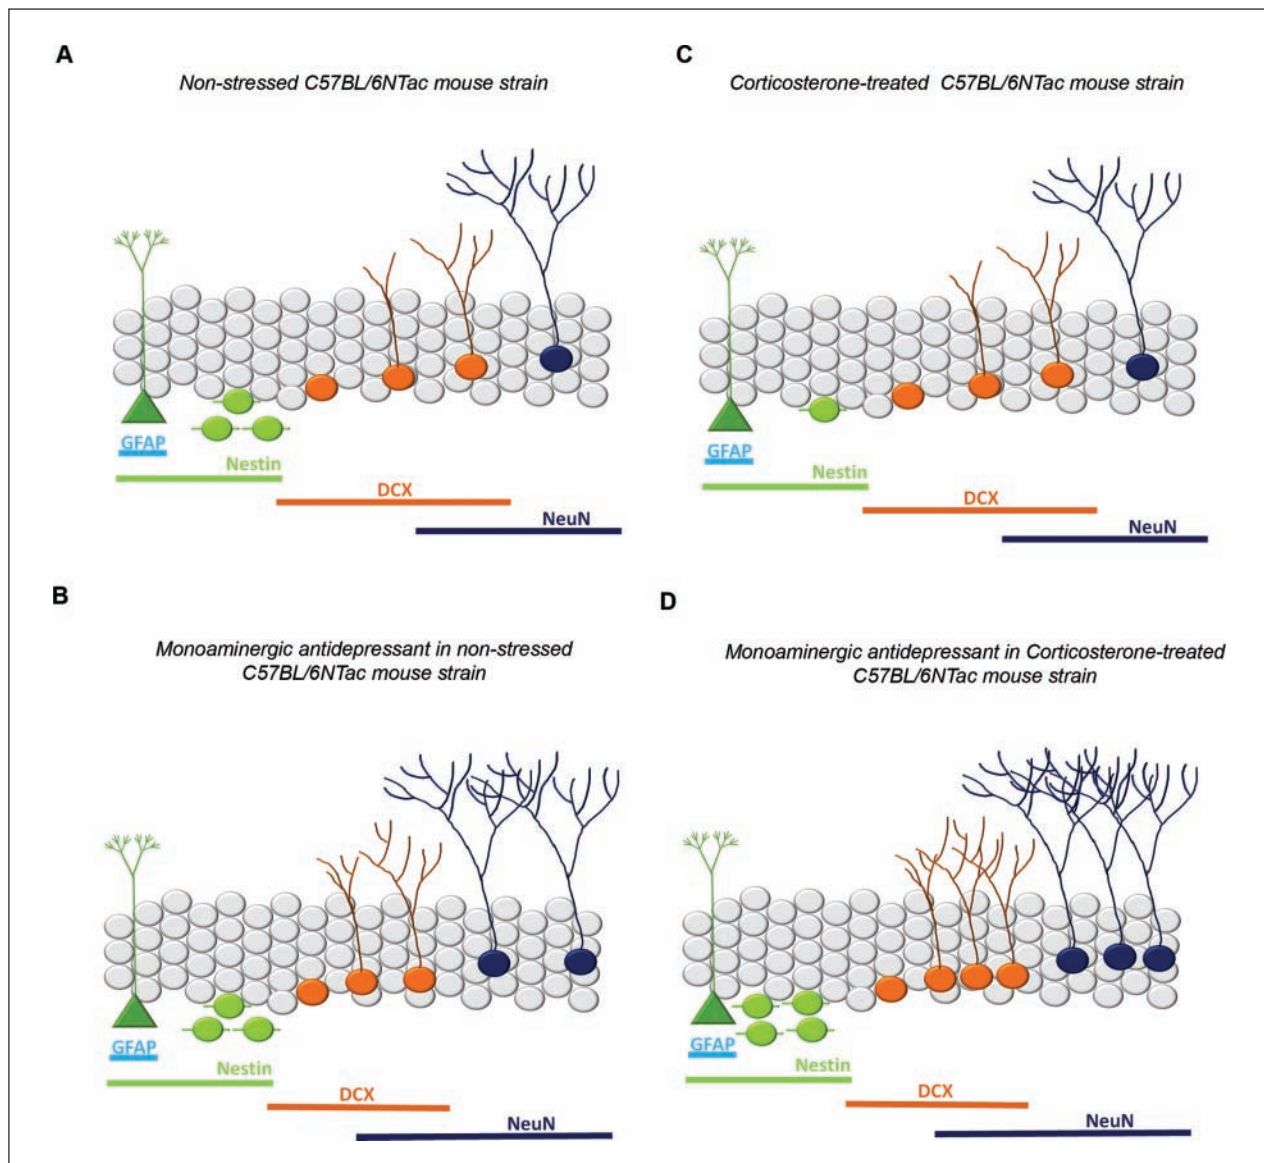 A
Non-stressed C57BL/6NTac mouse strain
GFAP
Nestin
DCX
NeuN
C
Corticosterone-treated C57BL/6NTac mouse strain
GFAP
Nestin
DCX
NeuN
B
Monoaminergic antidepressant in non-stressed
C57BL/6NTac mouse strain
GFAP
Nestin
DCX
NeuN
D
Monoaminergic antidepressant in Corticosterone-treated
C57BL/6NTac mouse strain
GFAP
Nestin
DCX
NeuN